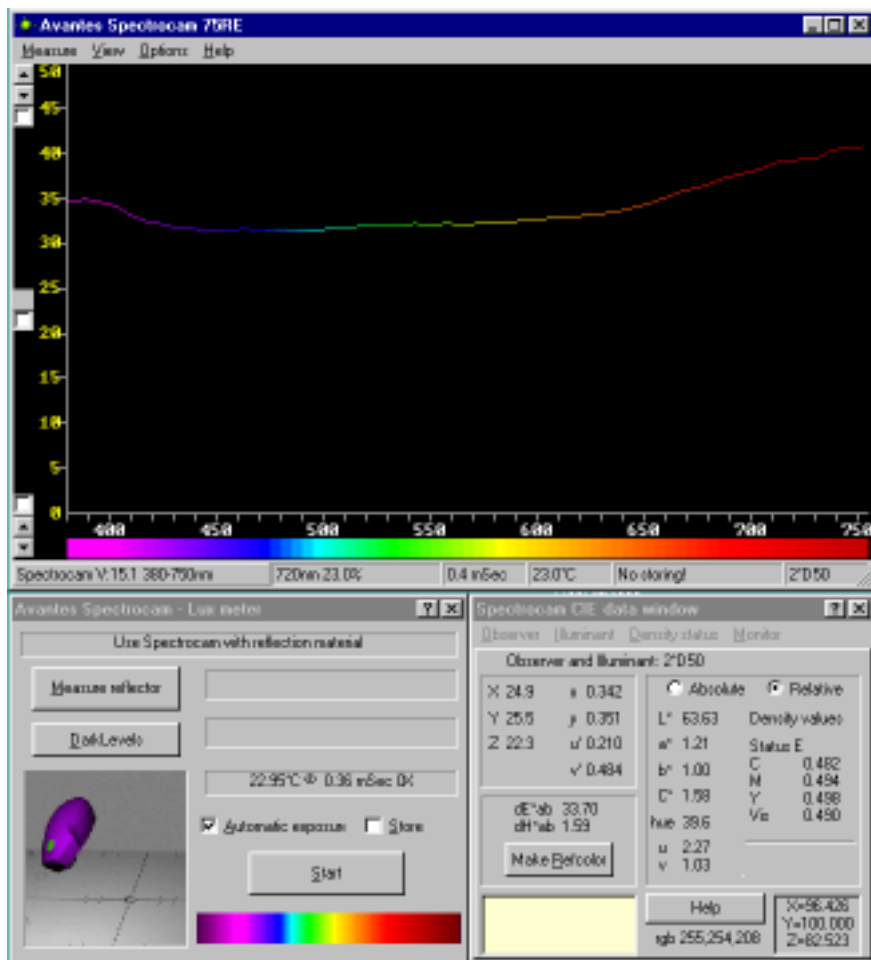 Avantes Spectrocam 75RE
Measure View Options Help
50
45
40
35
30
25
20
15
10
5
0
400 450 500 550 600 650 700 750
Spectrocam V:15.1 380-750nm 720nm 23.0% 0.4 mSec 23.0°C No storing! 2°D50
Avantes Spectrocam - Lux meter
Use Spectrocam with reflection material
Measure reflector
DarkLevels
22.95°C 0.36 mSec 0%
Automatic exposure Store
Start
Spectrocam CIE data window
Observer Illuminant Density status Monitor
Observer and Illuminant: 2°D50
X 24.9 x 0.342
Y 25.5 y 0.351
Z 22.3 u' 0.210
v' 0.484
dE*ab 33.70
dH*ab 1.59
Make Refcolor
Absolute Relative
L* 63.63 Density values
a* 1.21 Status E
b* 1.00 C 0.482
C* 1.58 M 0.494
hue 39.6 Y 0.498
u 2.27 Vis 0.490
v 1.03
Help
rgb 255,254,208
X=96.426
Y=100.000
Z=82.523